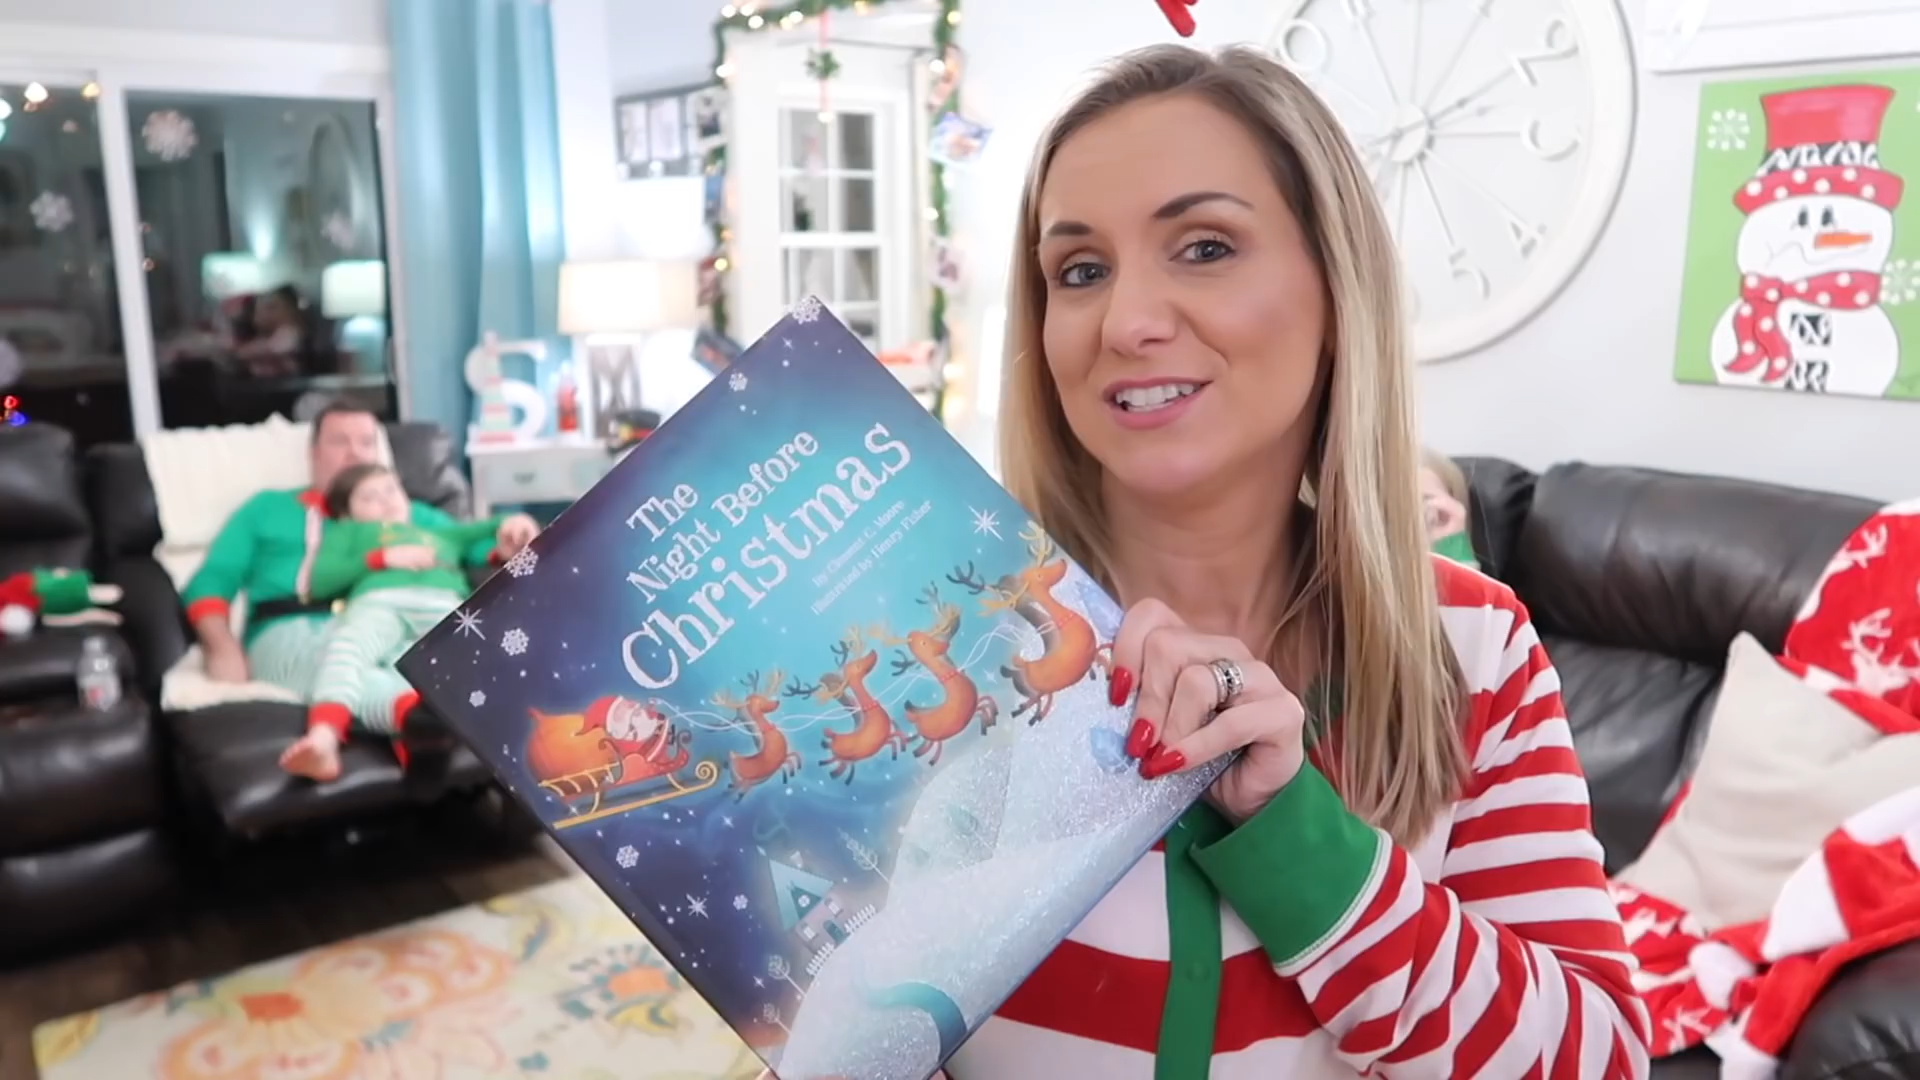 The
Night Before
Christmas
by Clement C. Moore
Illustrated by Henry Fisher